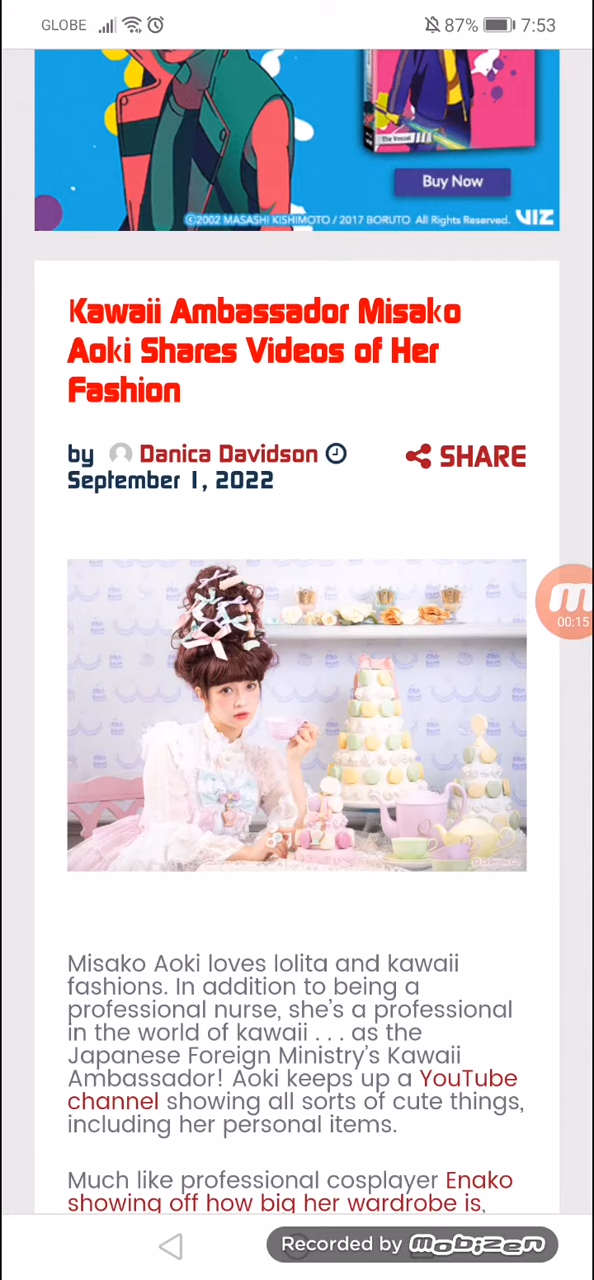 GLOBE 87% 7:53
The Vessel
Buy Now
©2002 MASASHI KISHIMOTO / 2017 BORUTO All Rights Reserved. VIZ
Kawaii Ambassador Misako
Aoki Shares Videos of Her
Fashion
by Danica Davidson
SHARE
September 1, 2022
m
00:15
Misako Aoki loves lolita and kawaii
fashions. In addition to being a
professional nurse, she's a professional
in the world of kawaii . . . as the
Japanese Foreign Ministry's Kawaii
Ambassador! Aoki keeps up a YouTube
channel showing all sorts of cute things,
including her personal items.
Much like professional cosplayer Enako
showing off how big her wardrobe is,
Recorded by mobizen